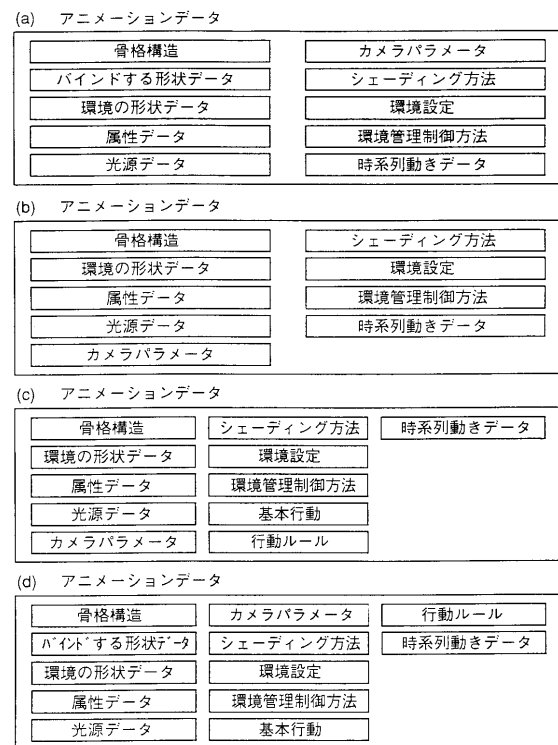 (a) アニメーションデータ
骨格構造 カメラパラメータ
バインドする形状データ シェーディング方法
環境の形状データ 環境設定
属性データ 環境管理制御方法
光源データ 時系列動きデータ
(b) アニメーションデータ
骨格構造 シェーディング方法
環境の形状データ 環境設定
属性データ 環境管理制御方法
光源データ 時系列動きデータ
カメラパラメータ
(c) アニメーションデータ
骨格構造 シェーディング方法 時系列動きデータ
環境の形状データ 環境設定
属性データ 環境管理制御方法
光源データ 基本行動
カメラパラメータ 行動ルール
(d) アニメーションデータ
骨格構造 カメラパラメータ 行動ルール
バインドする形状データ シェーディング方法 時系列動きデータ
環境の形状データ 環境設定
属性データ 環境管理制御方法
光源データ 基本行動